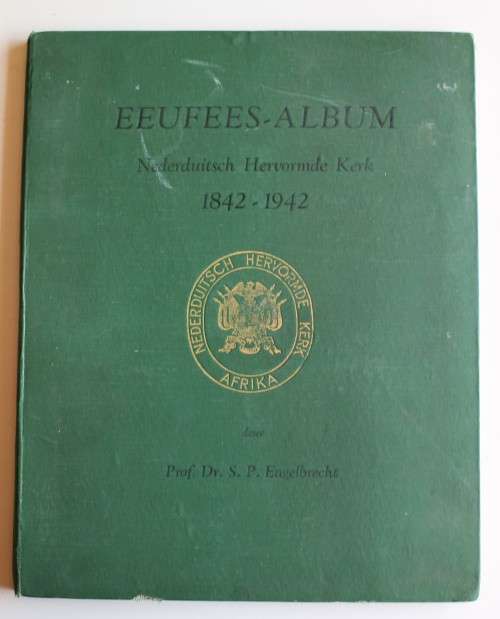 EEUFEES-ALBUM
Nederduitsch Hervormde Kerk
1842 - 1942
NEDERDUITSCH HERVORMDE KERK
AFRIKA
deur
Prof. Dr. S. P. Engelbrecht